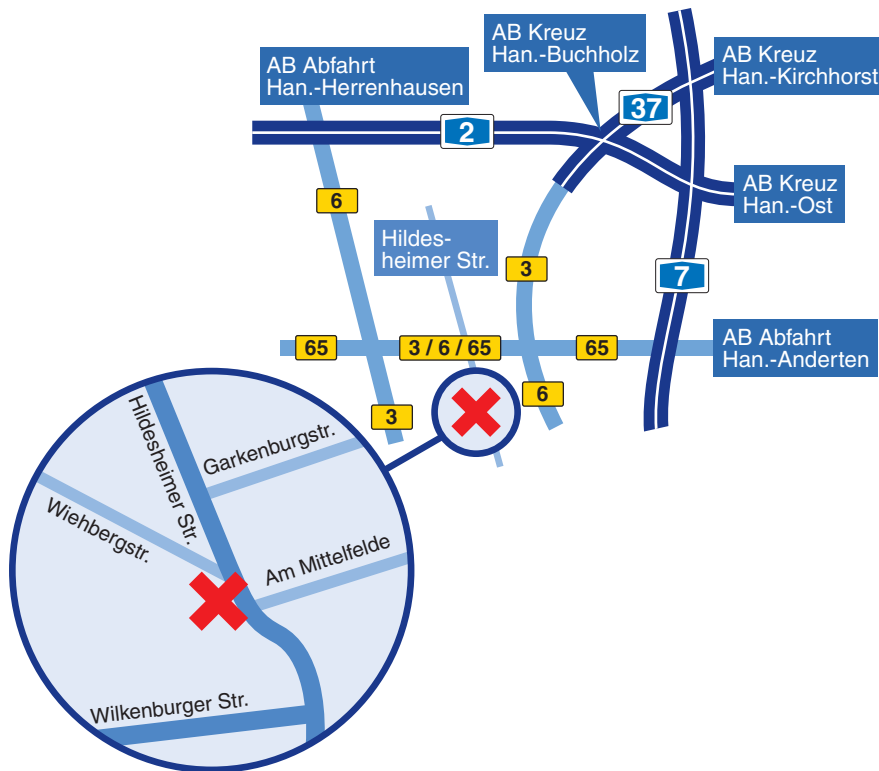 AB Kreuz
Han.-Buchholz
AB Abfahrt
Han.-Herrenhausen
AB Kreuz
Han.-Kirchhorst
37
2
AB Kreuz
Han.-Ost
6
Hildes-
heimer Str.
3
7
65
3 / 6 / 65
65
AB Abfahrt
Han.-Anderten
6
3
Hildesheimer Str.
Garkenburgstr.
Wiehbergstr.
Am Mittelfelde
Wilkenburger Str.